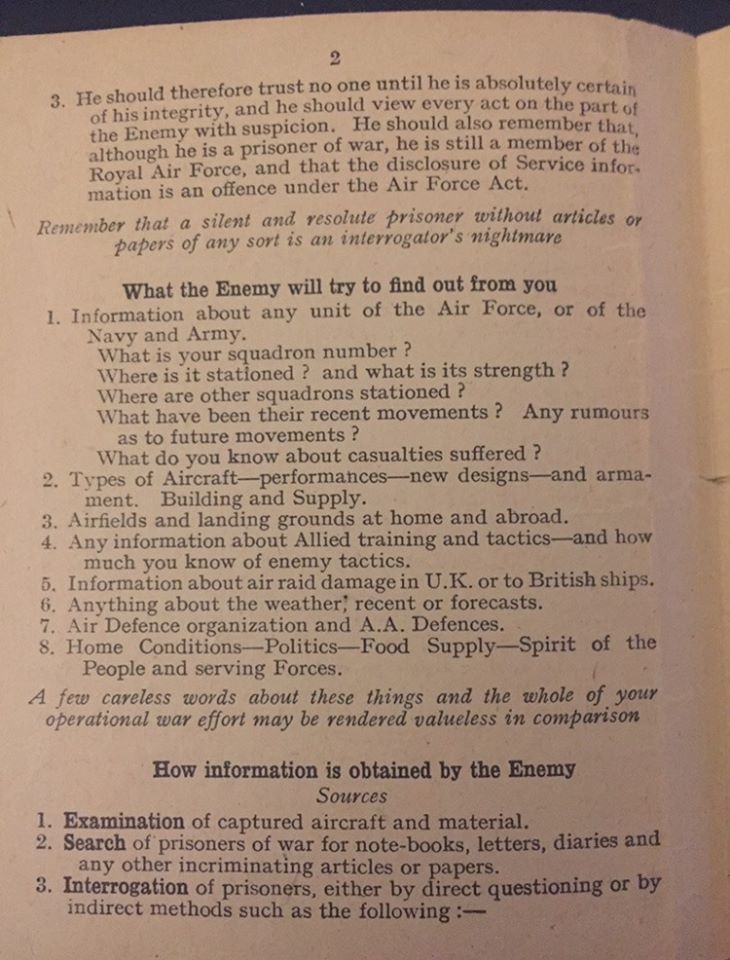 2
3. He should therefore trust no one until he is absolutely certain
of his integrity, and he should view every act on the part of
the Enemy with suspicion. He should also remember that,
although he is a prisoner of war, he is still a member of the
Royal Air Force, and that the disclosure of Service infor-
mation is an offence under the Air Force Act.
Remember that a silent and resolute prisoner without articles or
papers of any sort is an interrogator's nightmare
What the Enemy will try to find out from you
1. Information about any unit of the Air Force, or of the
Navy and Army.
What is your squadron number ?
Where is it stationed ? and what is its strength ?
Where are other squadrons stationed ?
What have been their recent movements ? Any rumours
as to future movements ?
What do you know about casualties suffered ?
2. Types of Aircraft—performances—new designs—and arma-
ment. Building and Supply.
3. Airfields and landing grounds at home and abroad.
4. Any information about Allied training and tactics—and how
much you know of enemy tactics.
5. Information about air raid damage in U.K. or to British ships.
6. Anything about the weather; recent or forecasts.
7. Air Defence organization and A.A. Defences.
8. Home Conditions—Politics—Food Supply—Spirit of the
People and serving Forces.
A few careless words about these things and the whole of your
operational war effort may be rendered valueless in comparison
How information is obtained by the Enemy
Sources
1. Examination of captured aircraft and material.
2. Search of prisoners of war for note-books, letters, diaries and
any other incriminating articles or papers.
3. Interrogation of prisoners, either by direct questioning or by
indirect methods such as the following :—